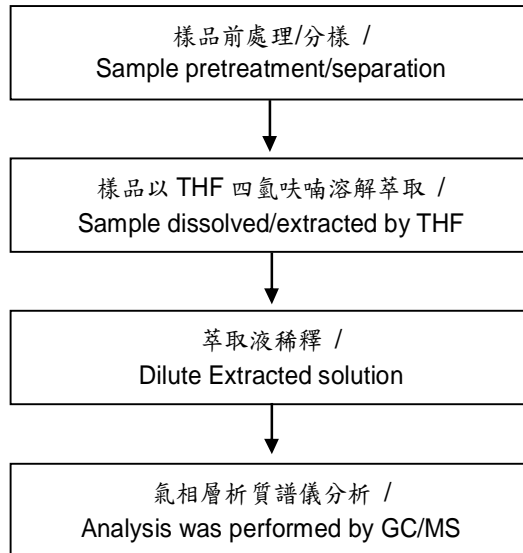 樣品前處理/分樣 /
Sample pretreatment/separation
樣品以 THF 四氫呋喃溶解萃取 /
Sample dissolved/extracted by THF
萃取液稀釋 /
Dilute Extracted solution
氣相層析質譜儀分析 /
Analysis was performed by GC/MS